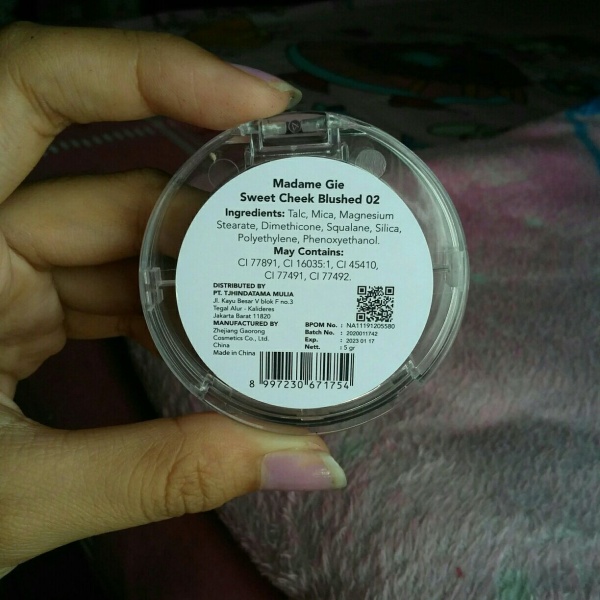 Madame Gie
Sweet Cheek Blushed 02
Ingredients: Talc, Mica, Magnesium
Stearate, Dimethicone, Squalane, Silica,
Polyethylene, Phenoxyethanol.
May Contains:
CI 77891, CI 16035:1, CI 45410,
CI 77491, CI 77492.
DISTRIBUTED BY
PT. TJHINDATAMA MULIA
Jl. Kayu Besar V blok F no.3
Tegal Alur - Kalideres
Jakarta Barat 11820
MANUFACTURED BY
Zhejiang Gaorong
Cosmetics Co., Ltd.
China
Made in China
BPOM No. : NA11191205580
Batch No. : 2020011742
Exp. : 2023 01 17
Nett. : 5 gr
8 997230 671754